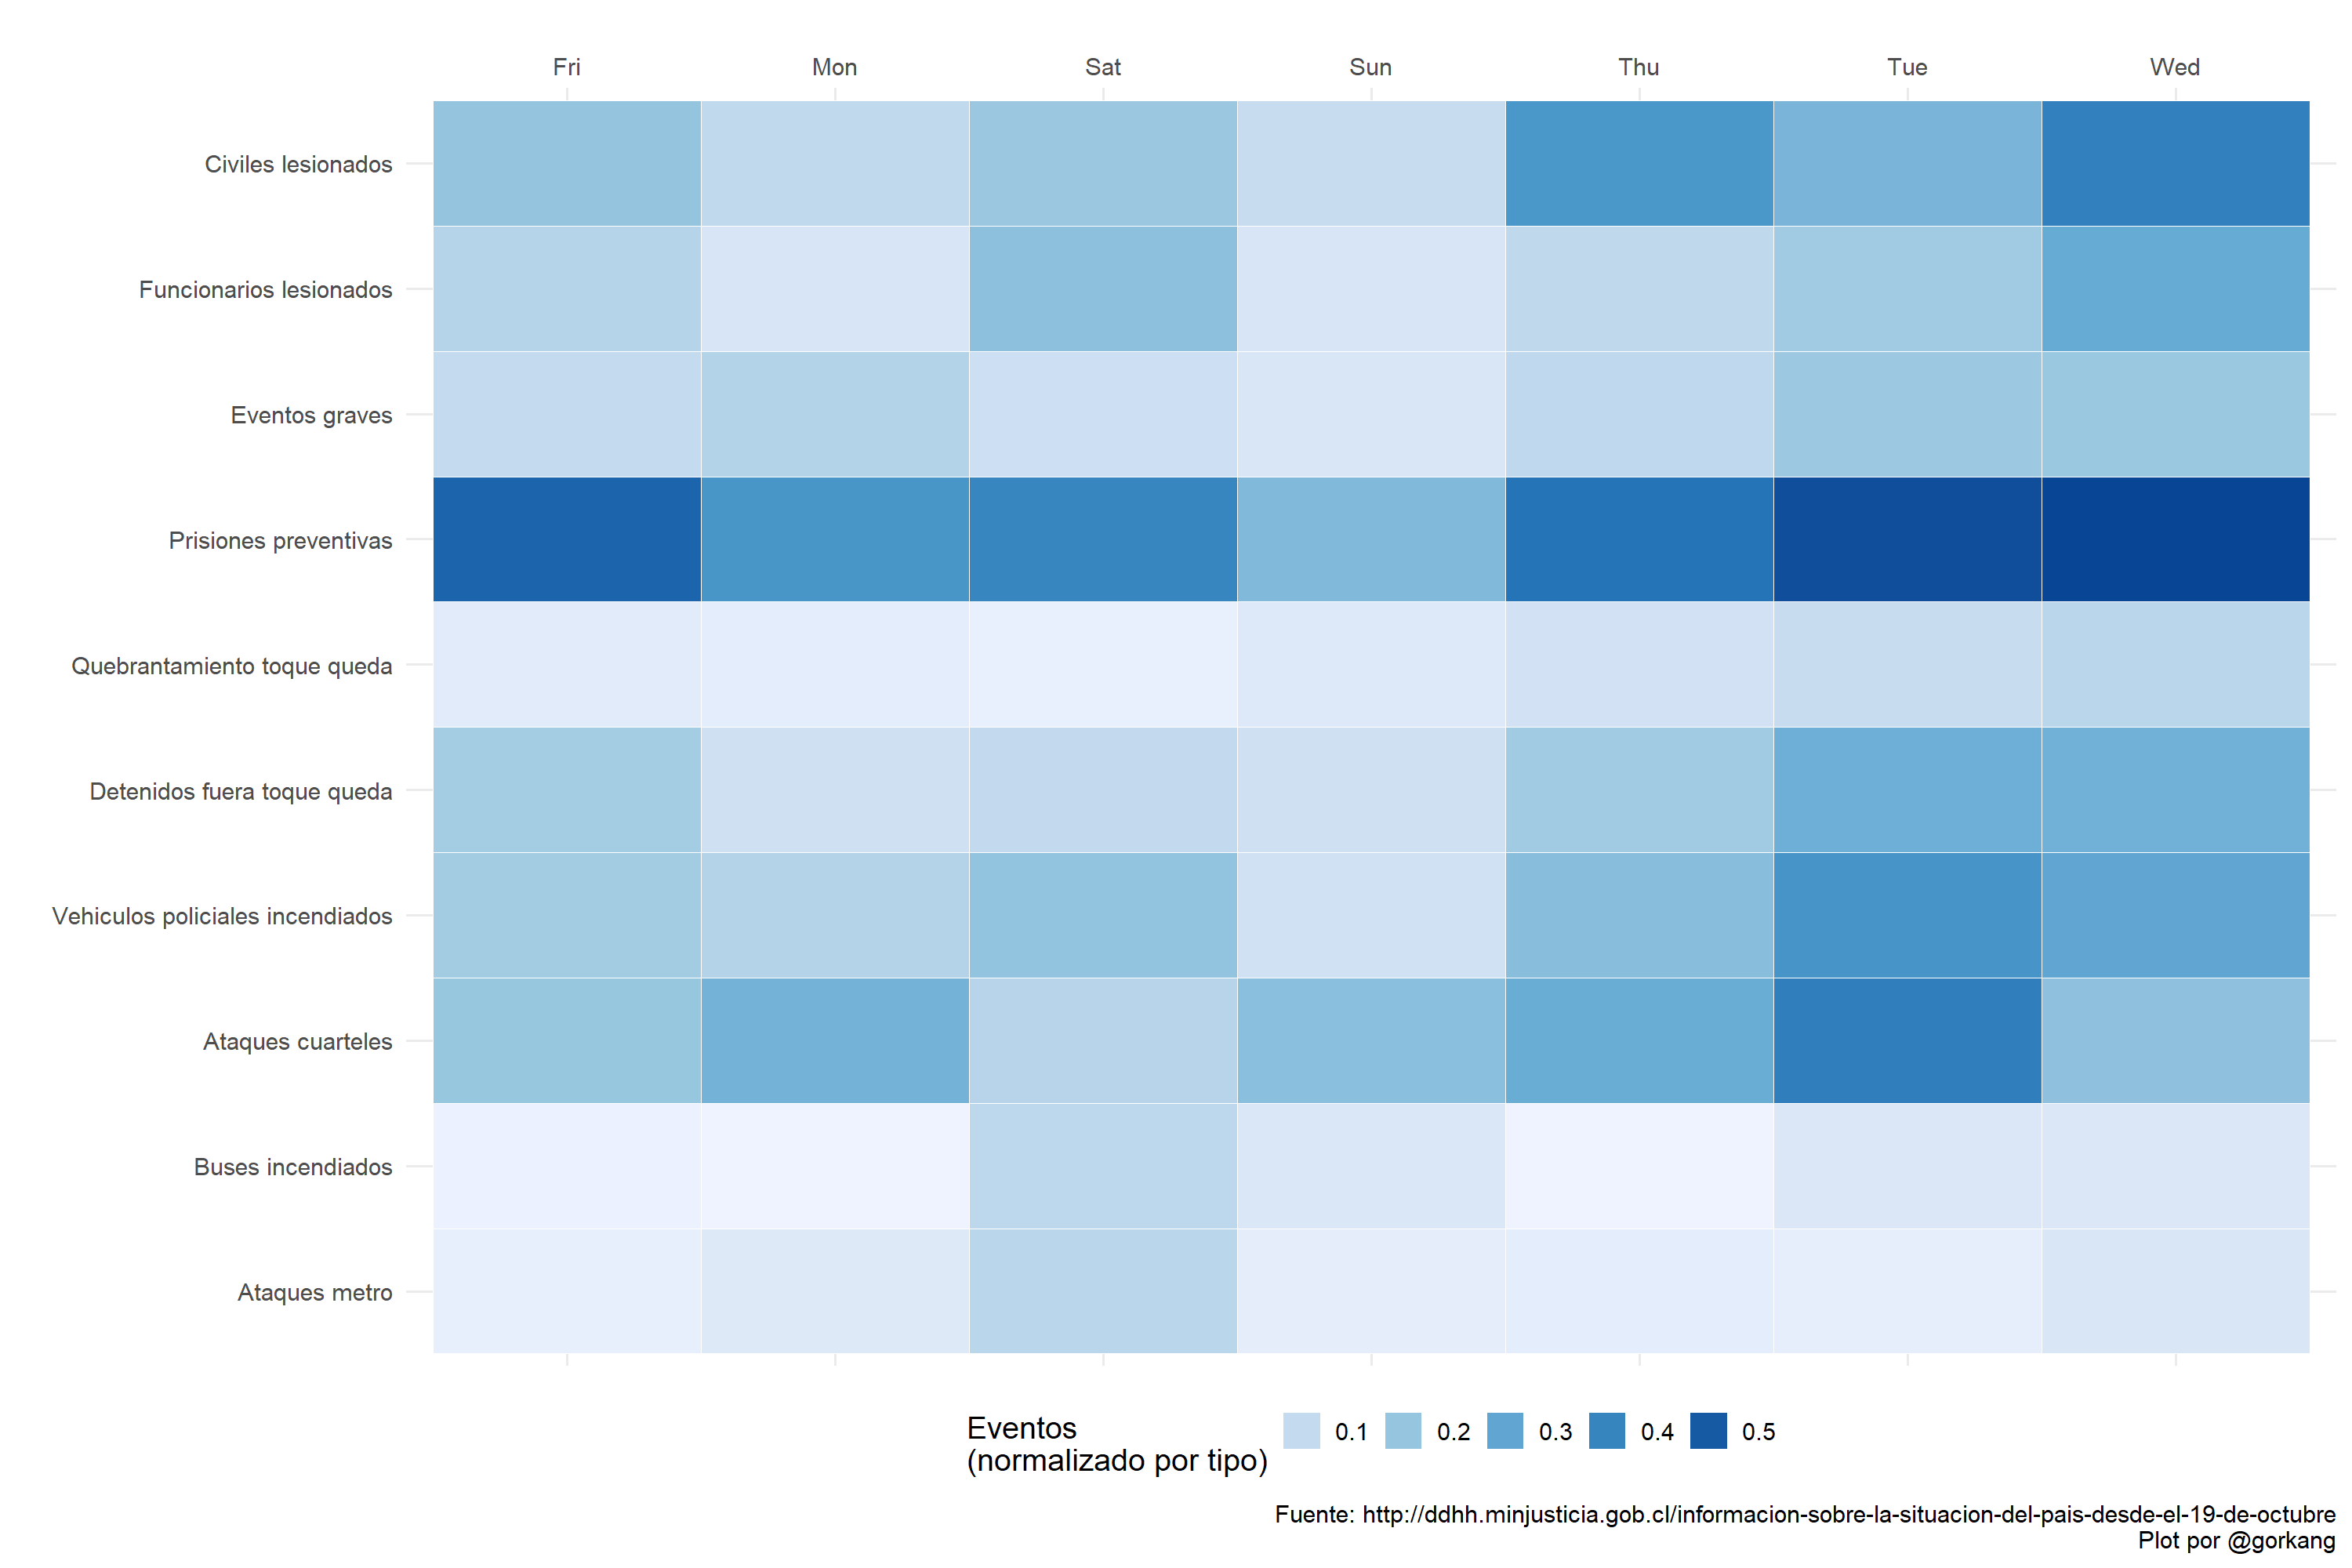 Fri Mon Sat Sun Thu Tue Wed
Civiles lesionados
Funcionarios lesionados
Eventos graves
Prisiones preventivas
Quebrantamiento toque queda
Detenidos fuera toque queda
Vehiculos policiales incendiados
Ataques cuarteles
Buses incendiados
Ataques metro
Eventos
(normalizado por tipo)
0.1 0.2 0.3 0.4 0.5
Fuente: http://ddhh.minjusticia.gob.cl/informacion-sobre-la-situacion-del-pais-desde-el-19-de-octubre
Plot por @gorkang